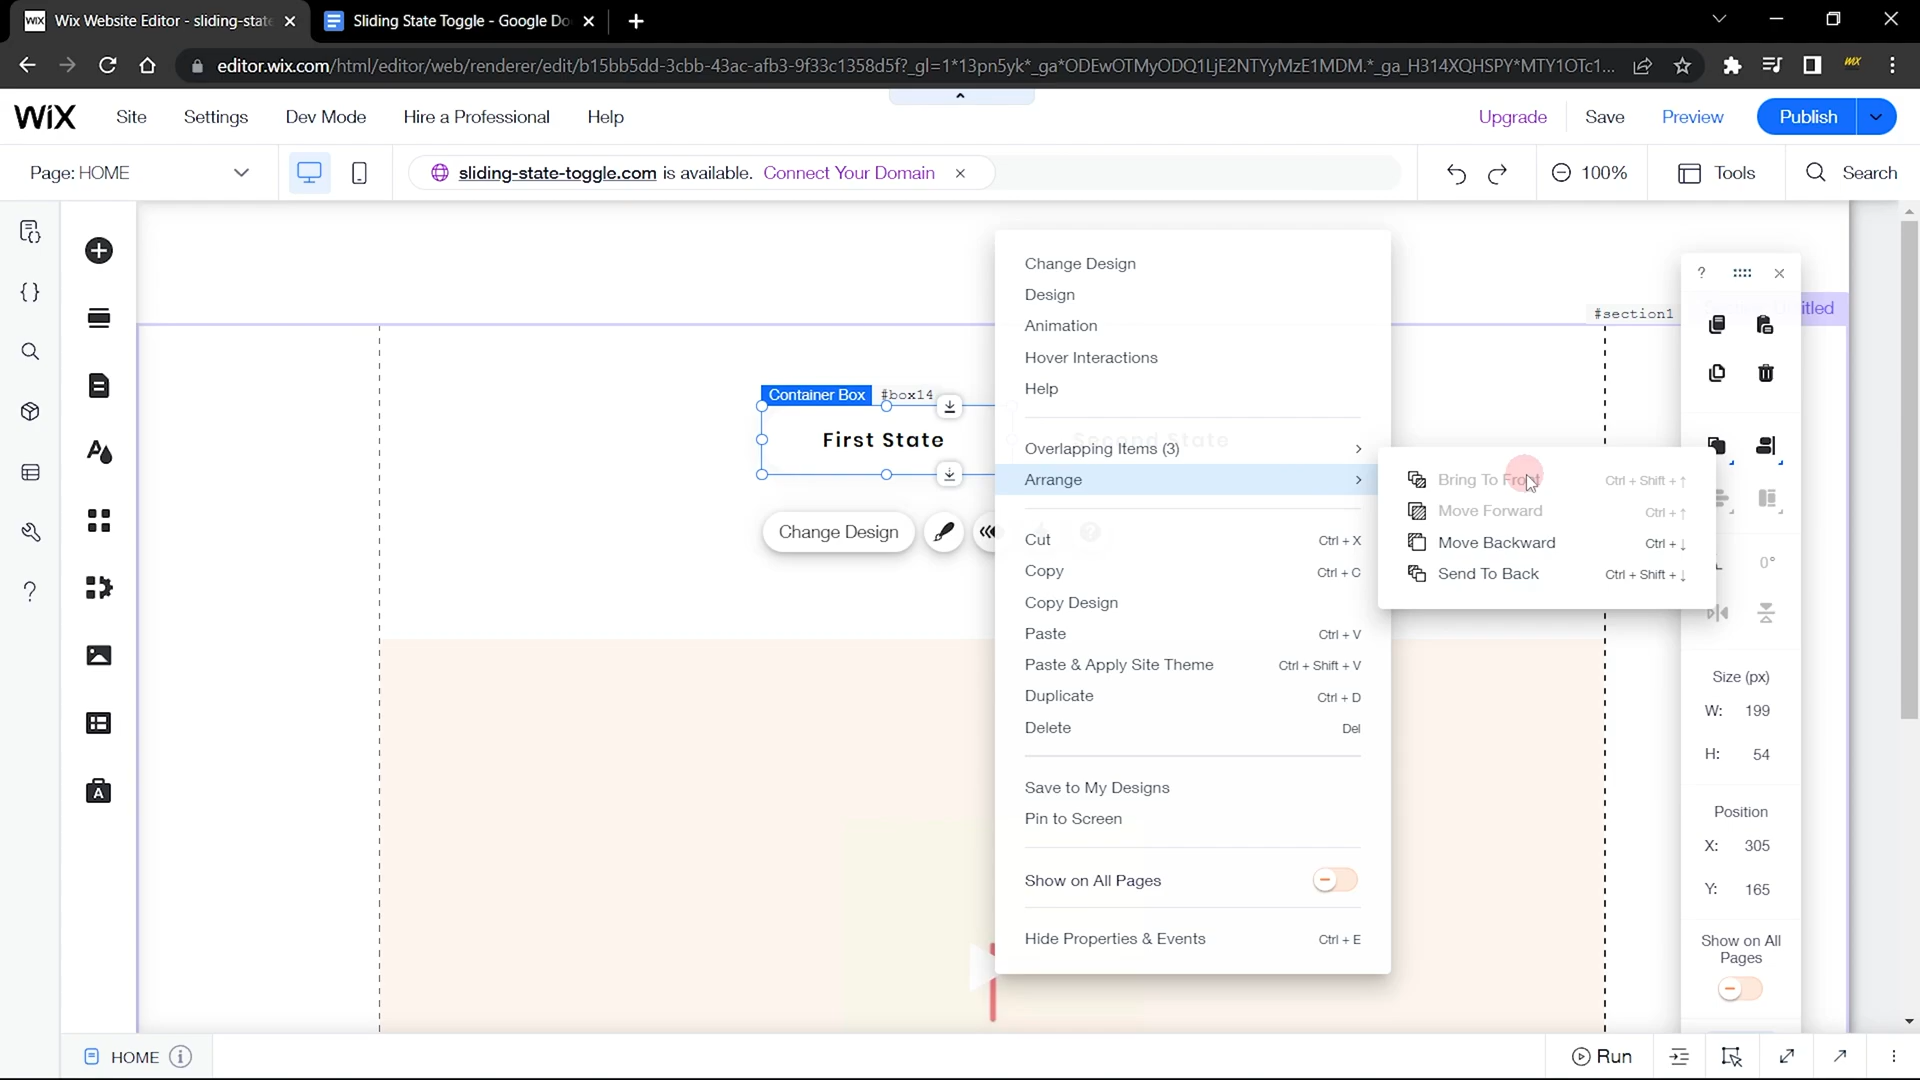 WiX Wix Website Editor - sliding-state
Sliding State Toggle - Google Do
editor.wix.com/html/editor/web/renderer/edit/b15bb5dd-3cbb-43ac-afb3-9f33c1358d5f?_gl=1*13pn5yk*_ga*ODEwOTMyODQ1LjE2NTYyMzE1MDM.*_ga_H314XQHSPY*MTY1OTc1...
WiX
WiX Site Settings Dev Mode Hire a Professional Help
Upgrade Save Preview Publish
Page: HOME
sliding-state-toggle.com is available. Connect Your Domain
100% Tools Search
#section1
itled
Container Box #box14
First State
Second State
Change Design
Change Design
Design
Animation
Hover Interactions
Help
Overlapping Items (3)
Arrange
Cut Ctrl + X
Copy Ctrl + C
Copy Design
Paste Ctrl + V
Paste & Apply Site Theme Ctrl + Shift + V
Duplicate Ctrl + D
Delete Del
Save to My Designs
Pin to Screen
Show on All Pages
Hide Properties & Events Ctrl + E
Bring To Front Ctrl + Shift + ↑
Move Forward Ctrl + ↑
Move Backward Ctrl + ↓
Send To Back Ctrl + Shift + ↓
?
0°
Size (px)
W: 199
H: 54
Position
X: 305
Y: 165
Show on All
Pages
HOME
Run